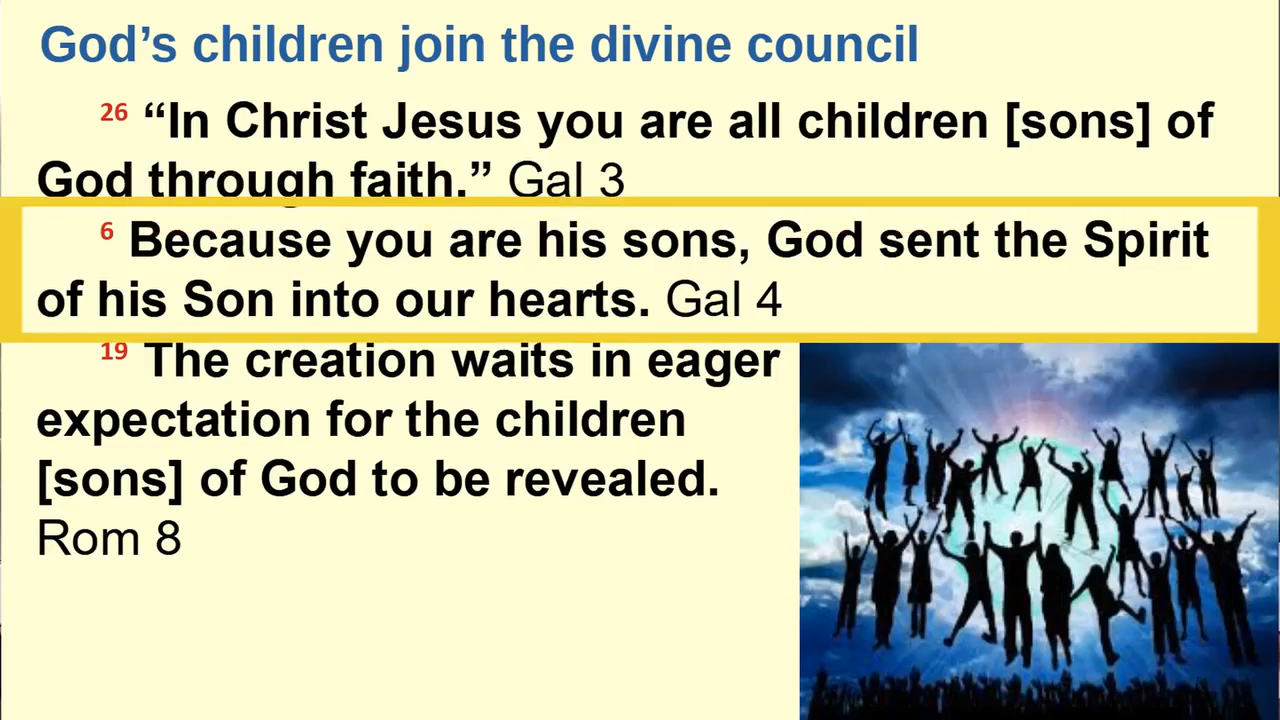 God’s children join the divine council
26 “In Christ Jesus you are all children [sons] of
God through faith.” Gal 3
6 Because you are his sons, God sent the Spirit
of his Son into our hearts. Gal 4
19 The creation waits in eager
expectation for the children
[sons] of God to be revealed.
Rom 8